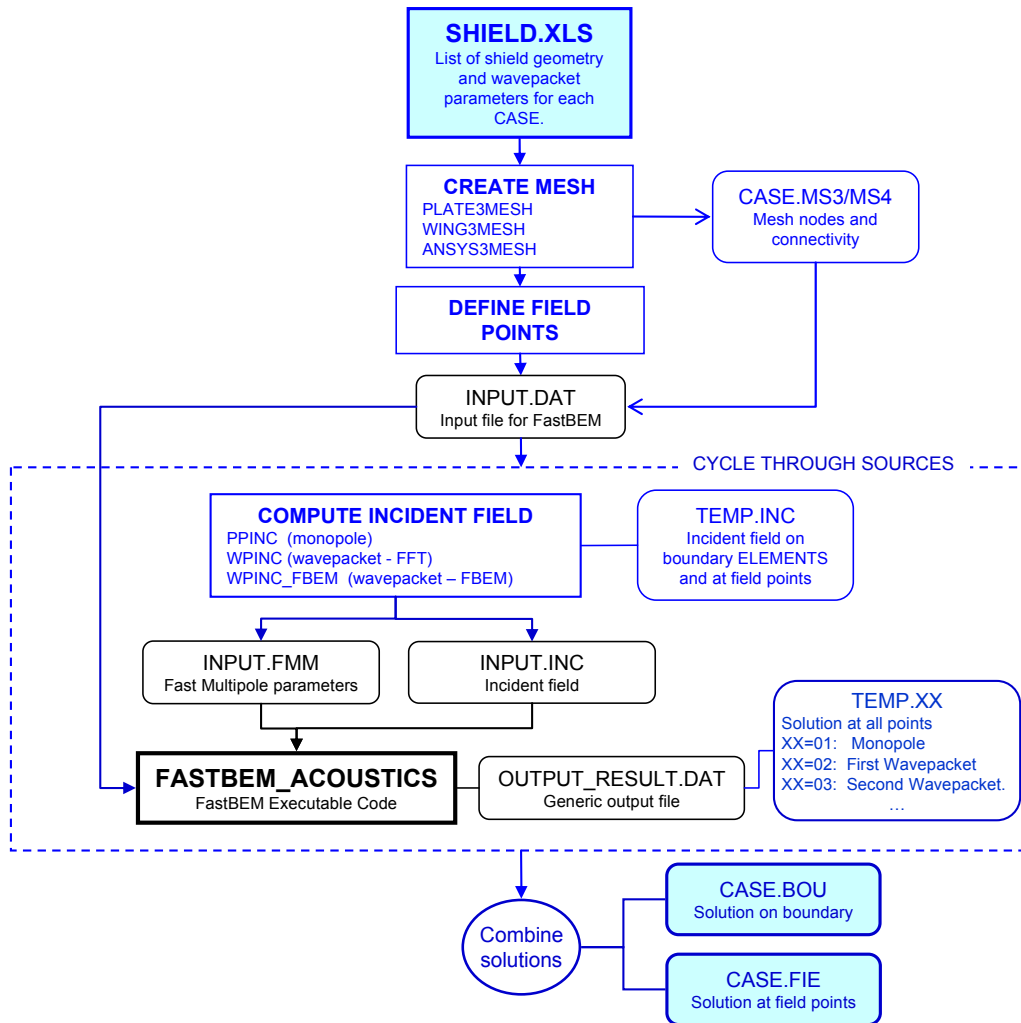 SHIELD.XLS
List of shield geometry
and wavepacket
parameters for each
CASE.
CREATE MESH
PLATE3MESH
WING3MESH
ANSYS3MESH
CASE.MS3/MS4
Mesh nodes and
connectivity
DEFINE FIELD
POINTS
INPUT.DAT
Input file for FastBEM
CYCLE THROUGH SOURCES
COMPUTE INCIDENT FIELD
PPINC (monopole)
WPINC (wavepacket - FFT)
WPINC_FBEM (wavepacket – FBEM)
TEMP.INC
Incident field on
boundary ELEMENTS
and at field points
INPUT.FMM
Fast Multipole parameters
INPUT.INC
Incident field
TEMP.XX
Solution at all points
XX=01: Monopole
XX=02: First Wavepacket
XX=03: Second Wavepacket.
…
FASTBEM_ACOUSTICS
FastBEM Executable Code
OUTPUT_RESULT.DAT
Generic output file
Combine
solutions
CASE.BOU
Solution on boundary
CASE.FIE
Solution at field points